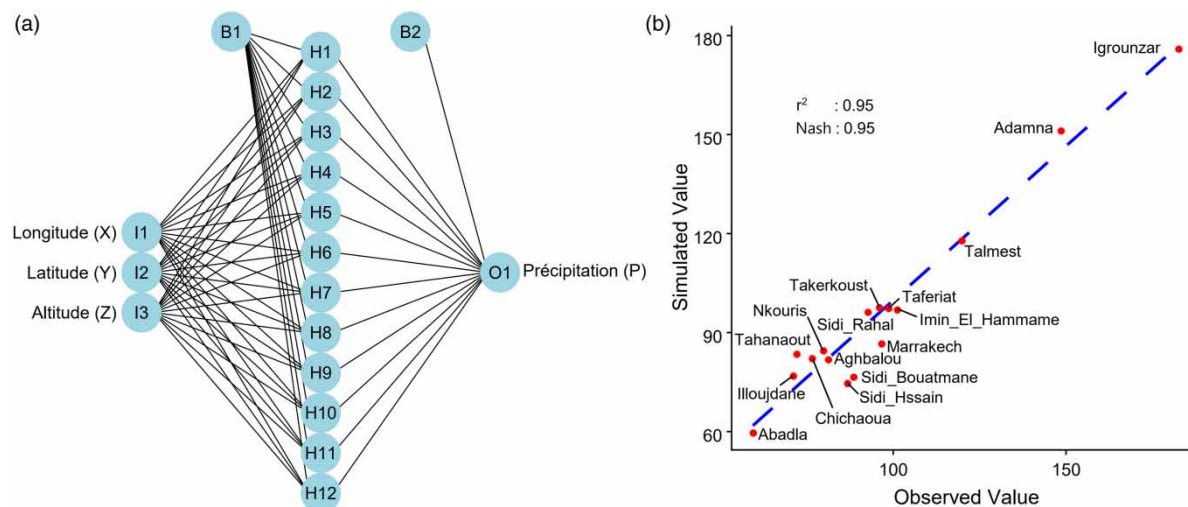 (a)
B1
B2
H1
H2
H3
H4
H5
H6
H7
H8
H9
H10
H11
H12
Longitude (X)
I1
Latitude (Y)
I2
Altitude (Z)
I3
O1
Précipitation (P)
(b)
180
150
120
90
60
Simulated Value
r² : 0.95
Nash : 0.95
Igrounzar
Adamna
Talmest
Takerkoust
Taferiat
Nkouris
Imin_El_Hammame
Sidi_Rahal
Tahanaout
Marrakech
Aghbalou
Sidi_Bouatmane
Illoujdane
Sidi_Hssain
Chichaoua
Abadla
100
150
Observed Value